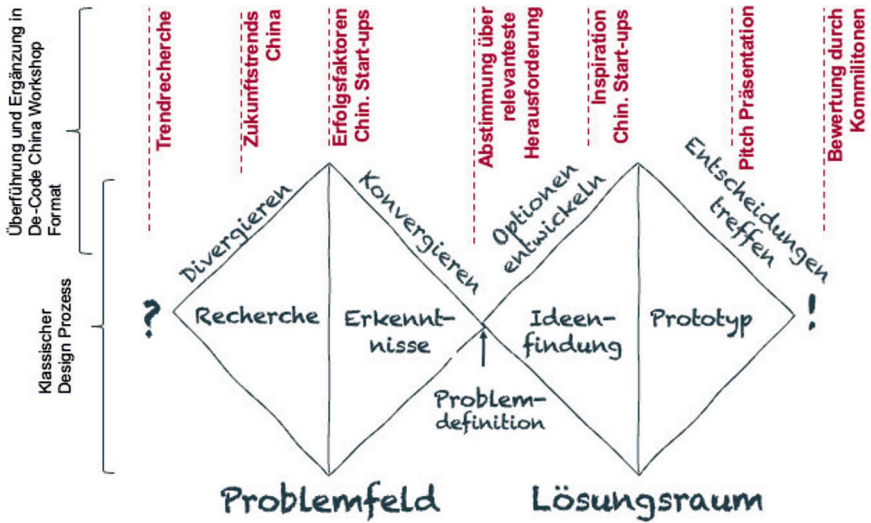 Überführung und Ergänzung in
De-Code China Workshop
Format
Klassischer
Design Prozess
Trendrecherche
Zukunftstrends
China
Erfolgsfaktoren
Chin. Start-ups
Abstimmung über
relevanteste
Herausforderung
Inspiration
Chin. Start-ups
Pitch Präsentation
Bewertung durch
Kommilitonen
Divergieren
Konvergieren
Optionen
entwickeln
Entscheidungen
treffen
?
Recherche
Erkennt-
nisse
Ideen-
findung
Prototyp
!
Problem-
definition
Problemfeld
Lösungsraum